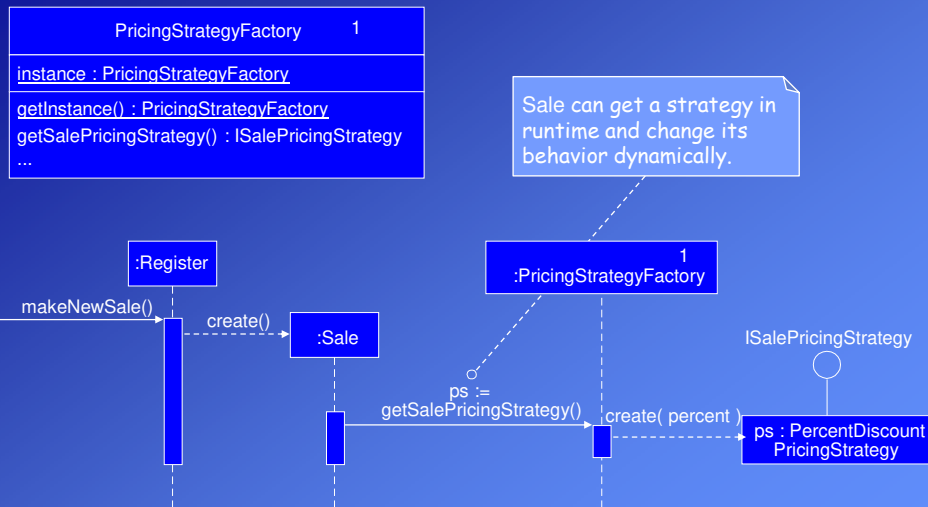 PricingStrategyFactory 1
instance : PricingStrategyFactory
getInstance() : PricingStrategyFactory
getSalePricingStrategy() : ISalePricingStrategy
...
Sale can get a strategy in
runtime and change its
behavior dynamically.
:Register
1
:PricingStrategyFactory
makeNewSale()
create()
:Sale
ISalePricingStrategy
ps :=
getSalePricingStrategy()
create( percent )
ps : PercentDiscount
PricingStrategy